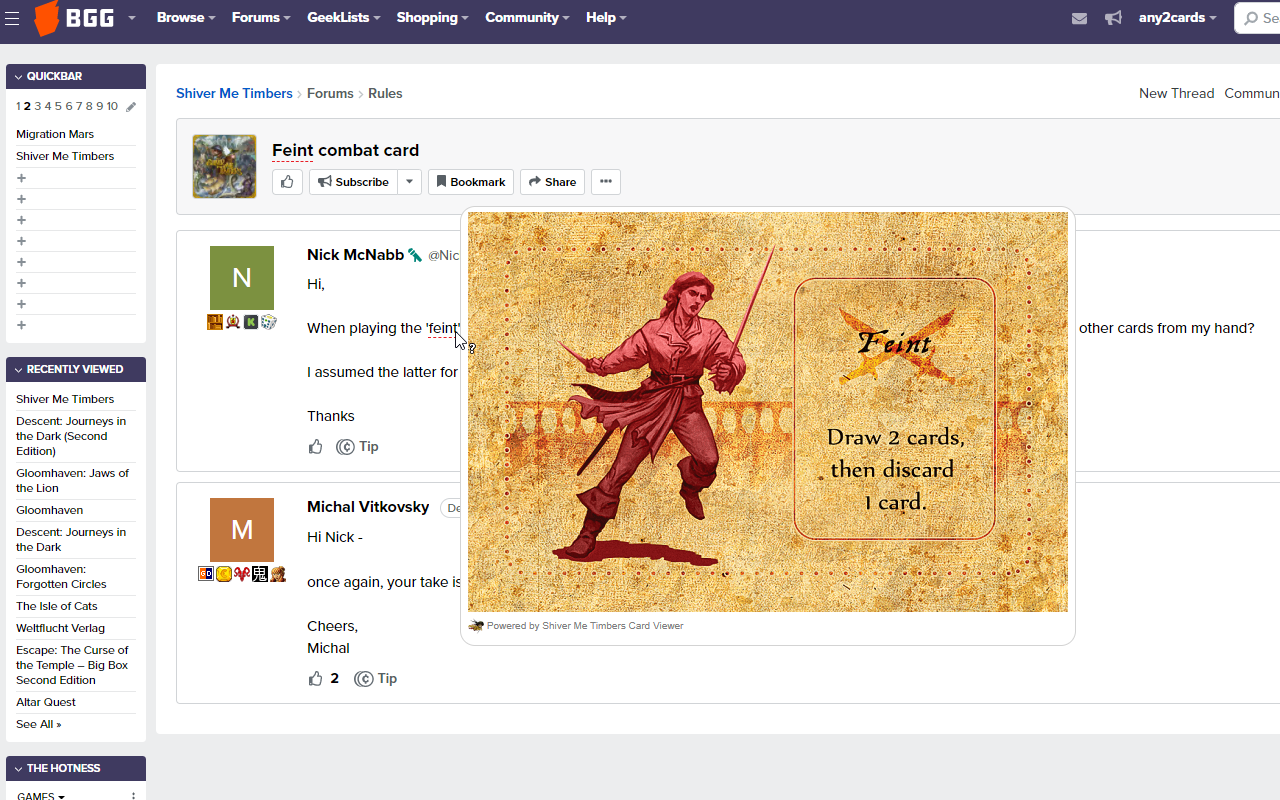 BGG Browse Forums GeekLists Shopping Community Help any2cards Se
QUICKBAR
1 2 3 4 5 6 7 8 9 10
Migration Mars
Shiver Me Timbers
+
+
+
+
+
+
+
+
RECENTLY VIEWED
Shiver Me Timbers
Descent: Journeys in
the Dark (Second
Edition)
Gloomhaven: Jaws of
the Lion
Gloomhaven
Descent: Journeys in
the Dark
Gloomhaven:
Forgotten Circles
The Isle of Cats
Weltflucht Verlag
Escape: The Curse of
the Temple – Big Box
Second Edition
Altar Quest
See All »
THE HOTNESS
GAMES
Shiver Me Timbers › Forums › Rules
New Thread Commun
Feint combat card
Subscribe Bookmark Share
N
Nick McNabb @Nic
Hi,
When playing the 'feint' other cards from my hand?
I assumed the latter for
Thanks
Tip
M
Michal Vitkovsky De
Hi Nick -
once again, your take is
Cheers,
Michal
2 Tip
Feint
Draw 2 cards,
then discard
1 card.
Powered by Shiver Me Timbers Card Viewer